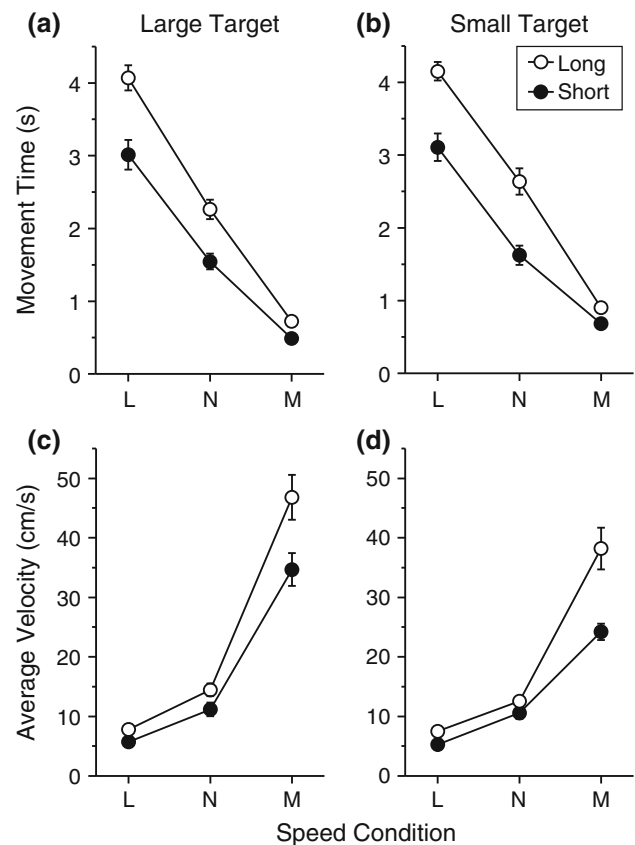 (a) Large Target
(b) Small Target
Long
Short
Movement Time (s)
4
3
2
1
0
L N M
4
3
2
1
0
L N M
(c)
(d)
Average Velocity (cm/s)
50
40
30
20
10
0
L N M
50
40
30
20
10
0
L N M
Speed Condition